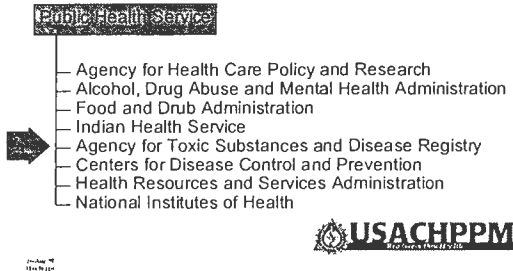 Public Health Service
Agency for Health Care Policy and Research
Alcohol, Drug Abuse and Mental Health Administration
Food and Drub Administration
Indian Health Service
Agency for Toxic Substances and Disease Registry
Centers for Disease Control and Prevention
Health Resources and Services Administration
National Institutes of Health
USACHPPM